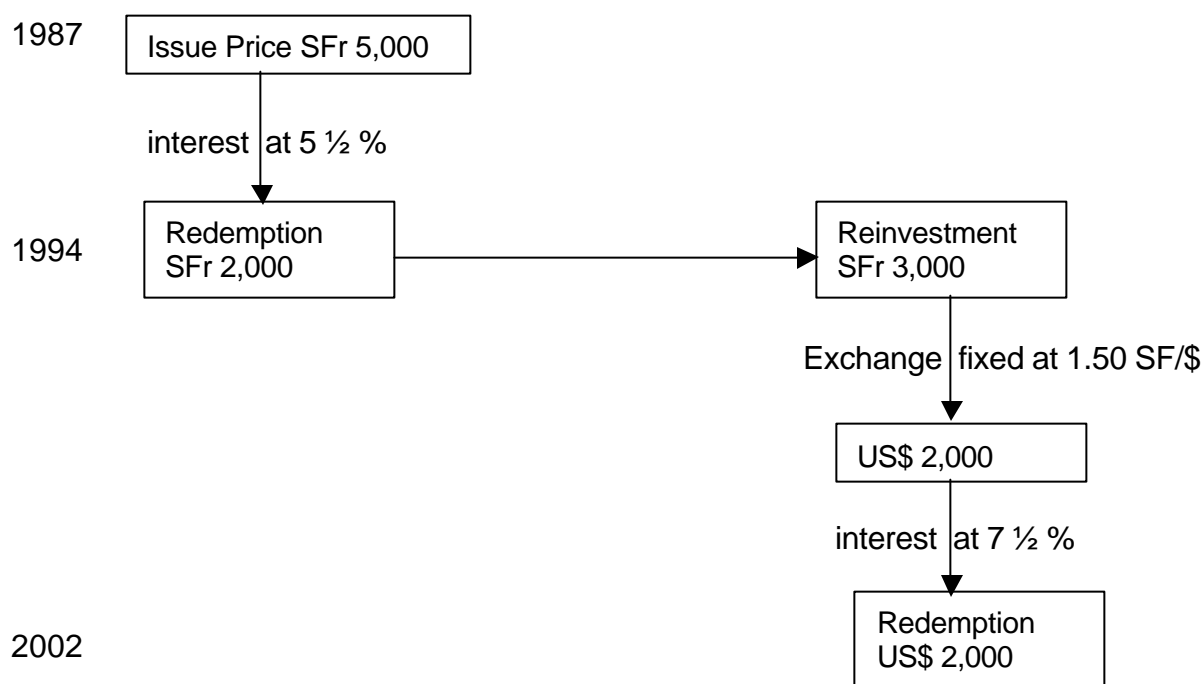 1987
Issue Price SFr 5,000
interest at 5 ½ %
1994
Redemption
SFr 2,000
Reinvestment
SFr 3,000
Exchange fixed at 1.50 SF/$
US$ 2,000
interest at 7 ½ %
2002
Redemption
US$ 2,000